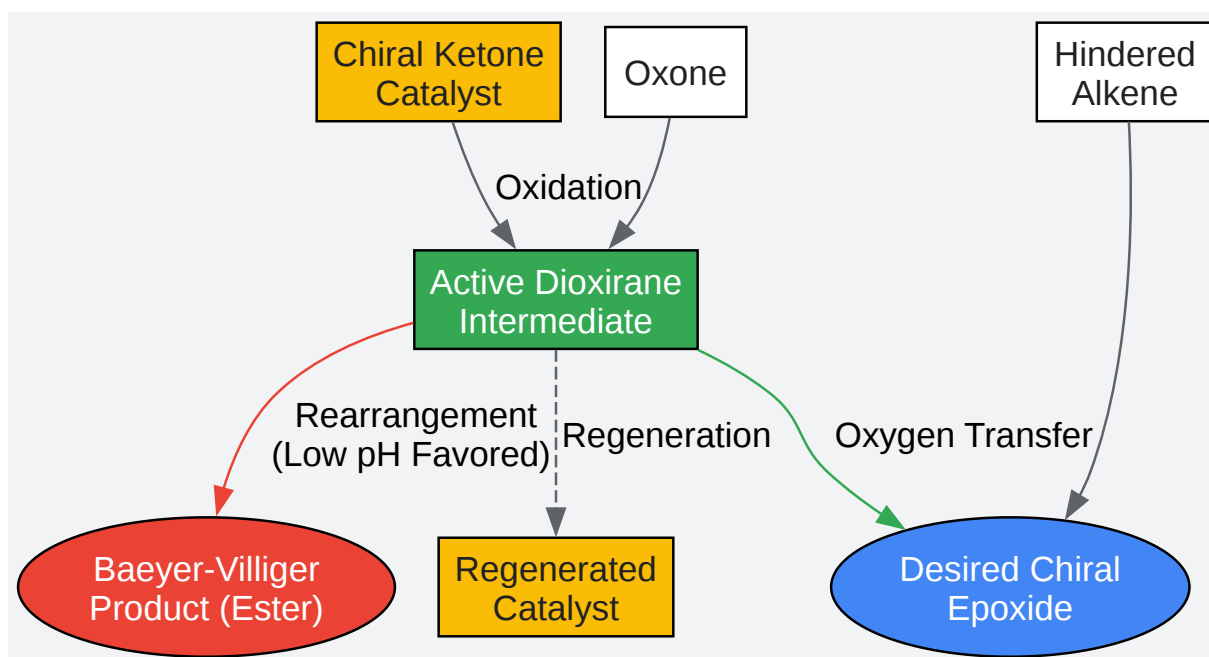 Chiral Ketone
Catalyst
Oxone
Hindered
Alkene
Oxidation
Active Dioxirane
Intermediate
Rearrangement
(Low pH Favored)
Regeneration
Oxygen Transfer
Baeyer-Villiger
Product (Ester)
Regenerated
Catalyst
Desired Chiral
Epoxide